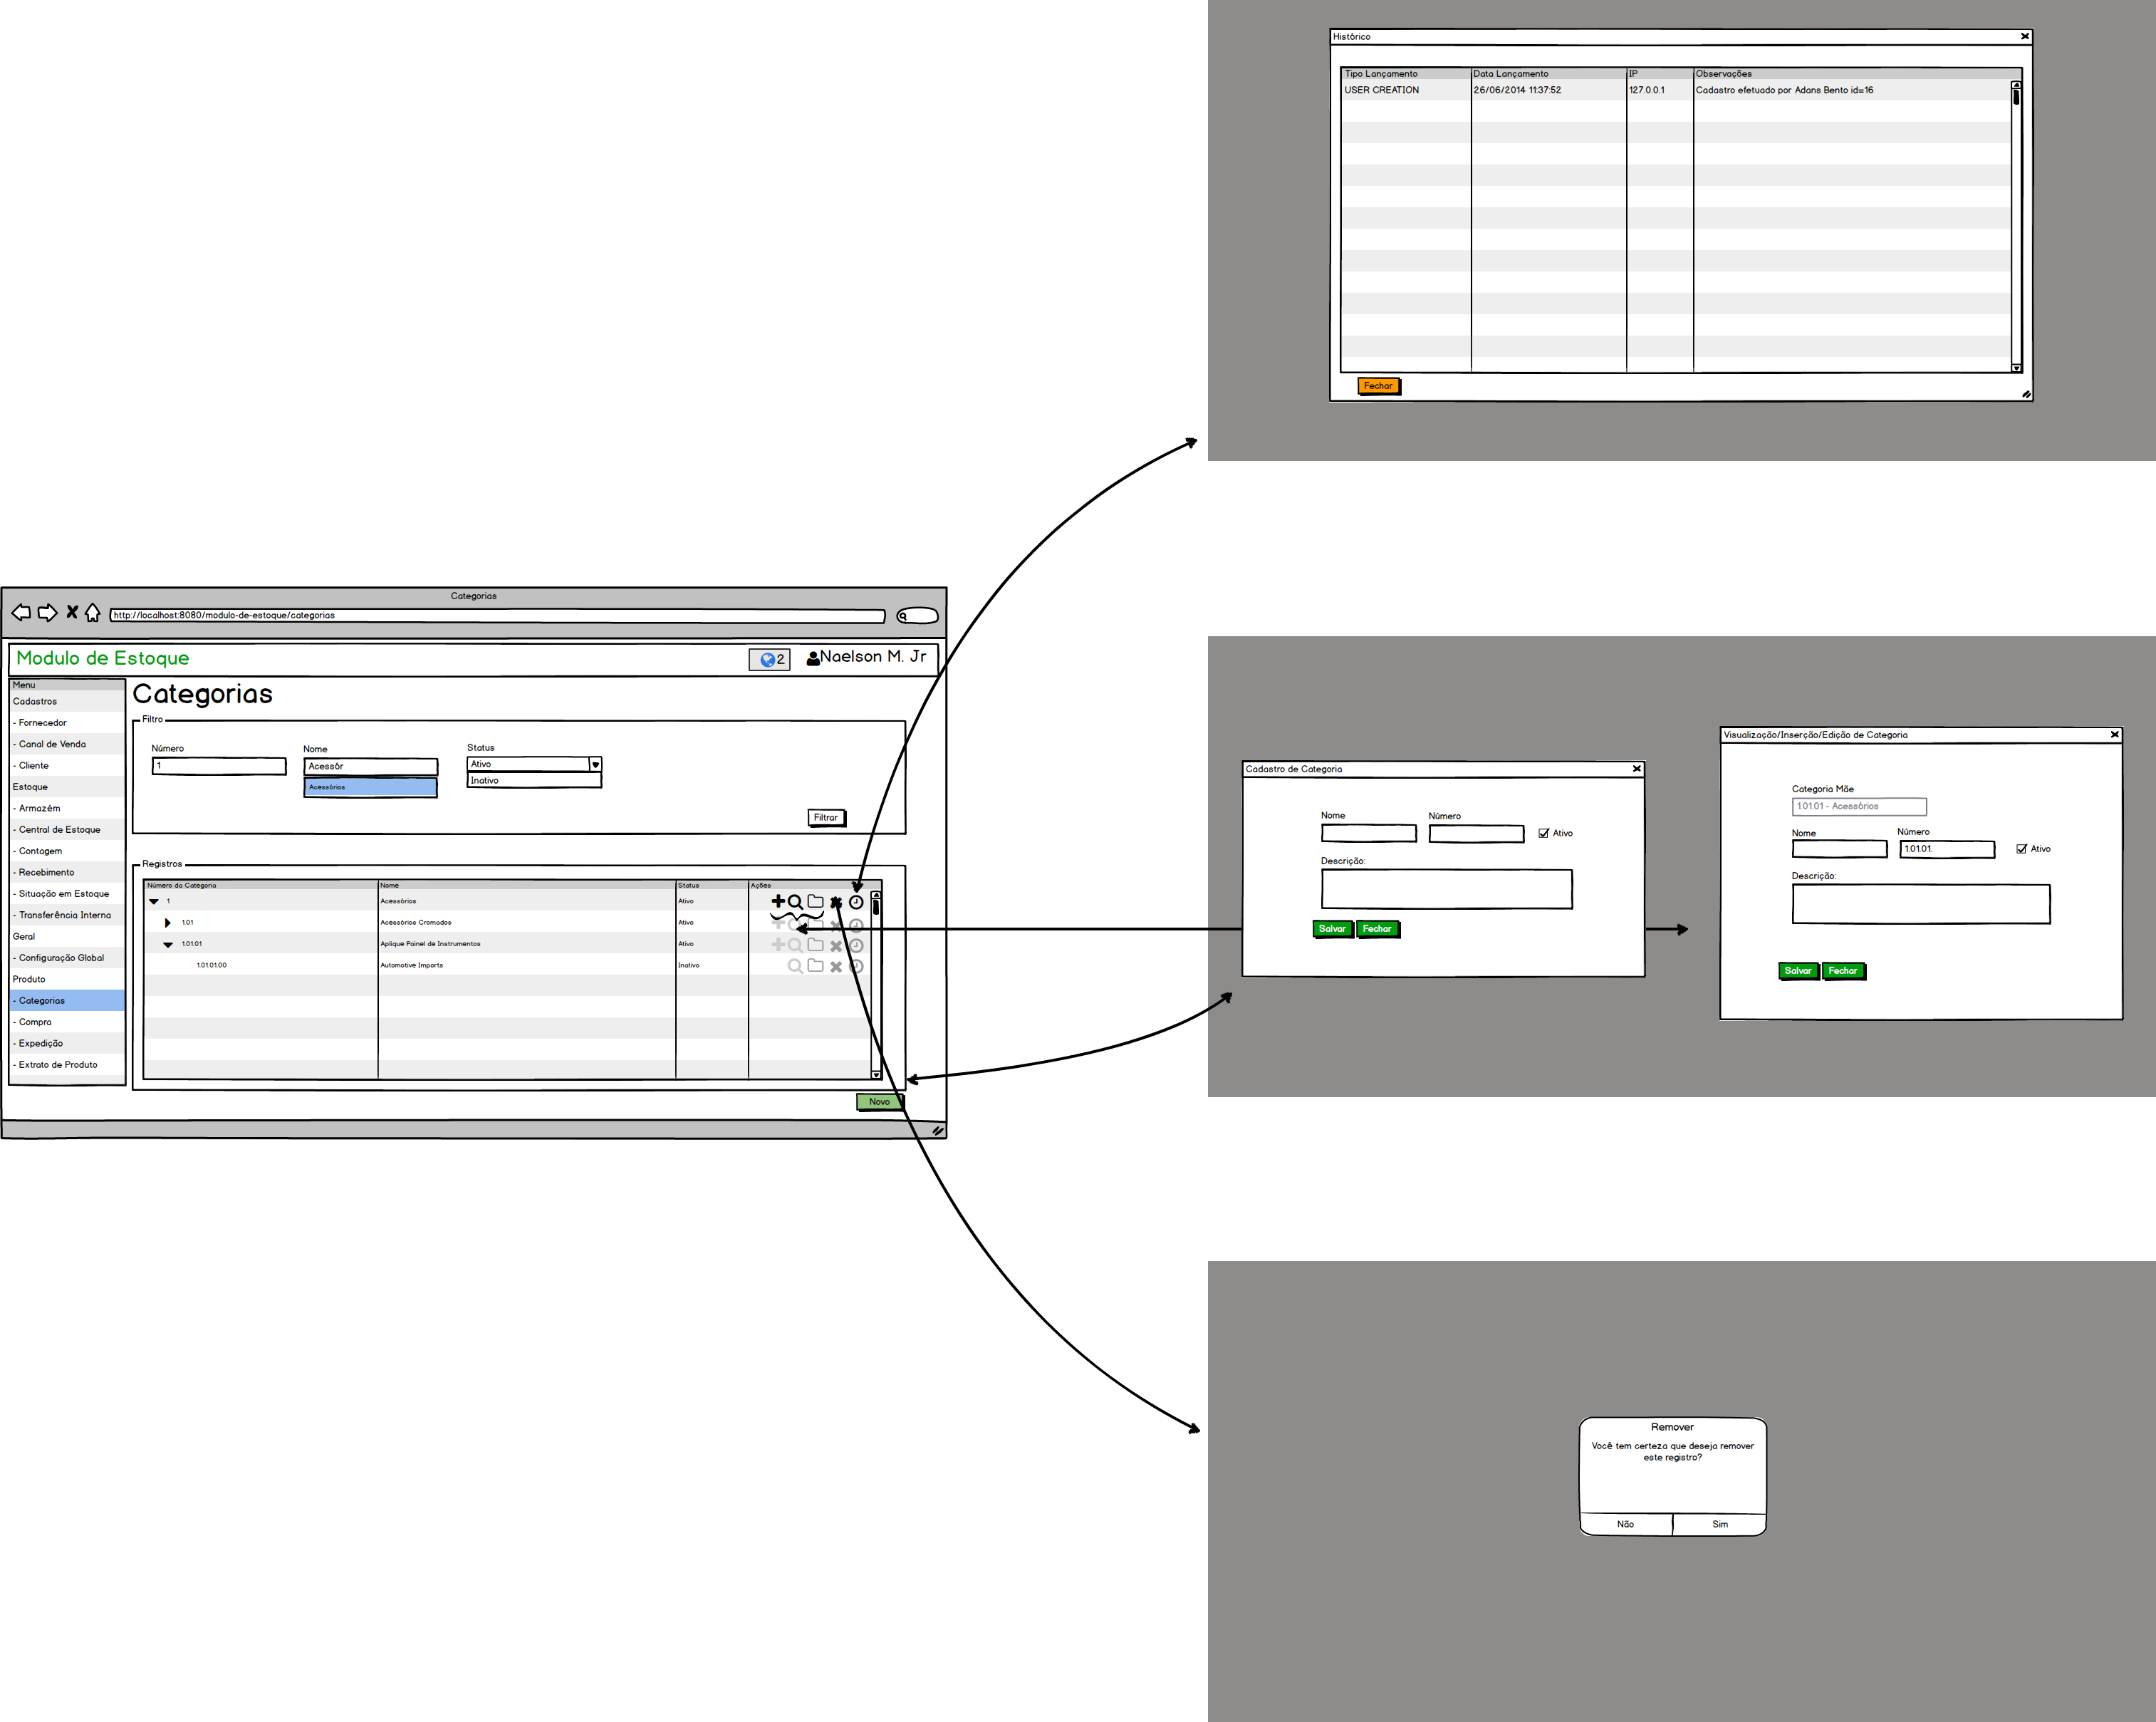 Histórico
Tipo Lançamento Data Lançamento IP Observações
USER CREATION 26/06/2014 11:37:52 127.0.0.1 Cadastro efetuado por Adans Bento id=16
Fechar
Categorias
http://localhost:8080/modulo-de-estoque/categorias
Modulo de Estoque 2 Naelson M. Jr
Menu
Cadastros
- Fornecedor
- Canal de Venda
- Cliente
Estoque
- Armazém
- Central de Estoque
- Contagem
- Recebimento
- Situação em Estoque
- Transferência Interna
Geral
- Configuração Global
Produto
- Categorias
- Compra
- Expedição
- Extrato de Produto
Categorias
Filtro
Número Nome Status
1 Acessór Ativo
Acessórios Inativo
Filtrar
Registros
Número da Categoria Nome Status Ações
1 Acessórios Ativo
1.01 Acessórios Cromados Ativo
1.01.01 Aplique Painel de Instrumentos Ativo
1.01.01.00 Automotive Imports Inativo
Novo
Cadastro de Categoria
Nome Número
Ativo
Descrição:
Salvar Fechar
Visualização/Inserção/Edição de Categoria
Categoria Mãe
1.01.01 - Acessórios
Nome Número
1.01.01. Ativo
Descrição:
Salvar Fechar
Remover
Você tem certeza que deseja remover
este registro?
Não Sim